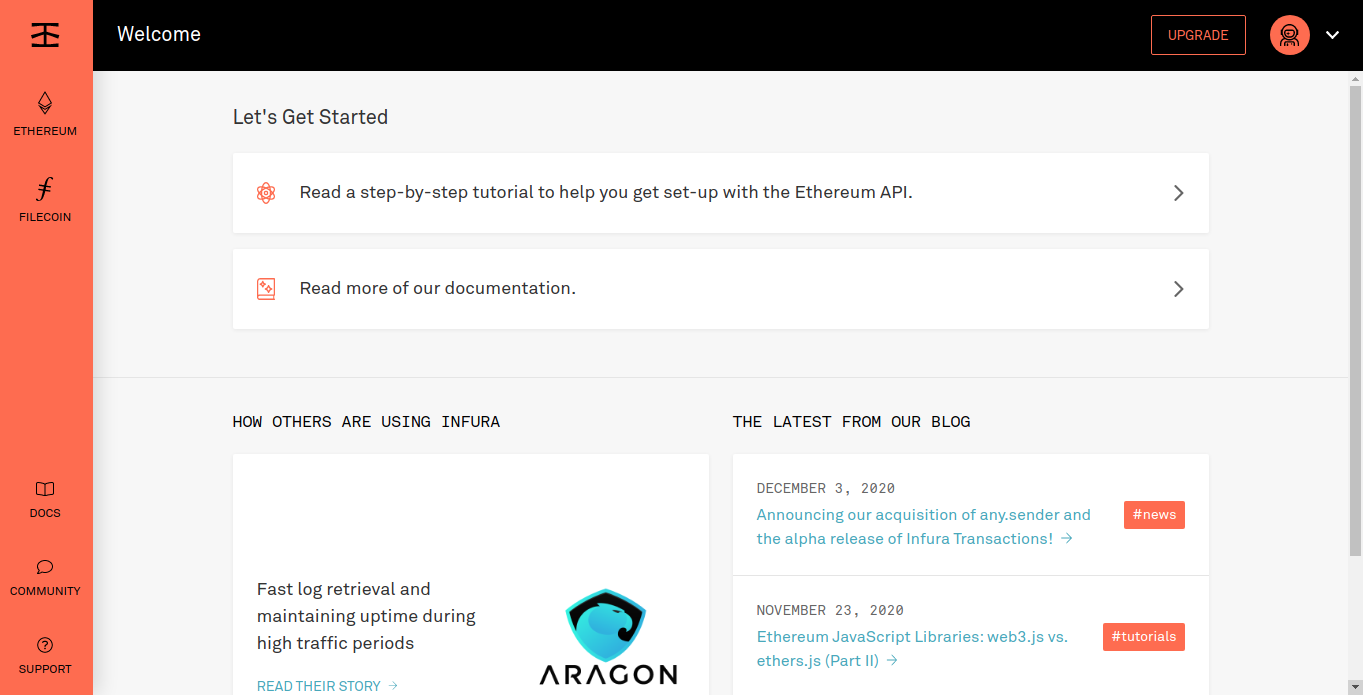 Welcome
UPGRADE
ETHEREUM
FILECOIN
DOCS
COMMUNITY
SUPPORT
Let's Get Started
Read a step-by-step tutorial to help you get set-up with the Ethereum API.
Read more of our documentation.
HOW OTHERS ARE USING INFURA
Fast log retrieval and
maintaining uptime during
high traffic periods
READ THEIR STORY →
ARAGON
THE LATEST FROM OUR BLOG
DECEMBER 3, 2020
Announcing our acquisition of any.sender and
the alpha release of Infura Transactions! →
#news
NOVEMBER 23, 2020
Ethereum JavaScript Libraries: web3.js vs.
ethers.js (Part II) →
#tutorials